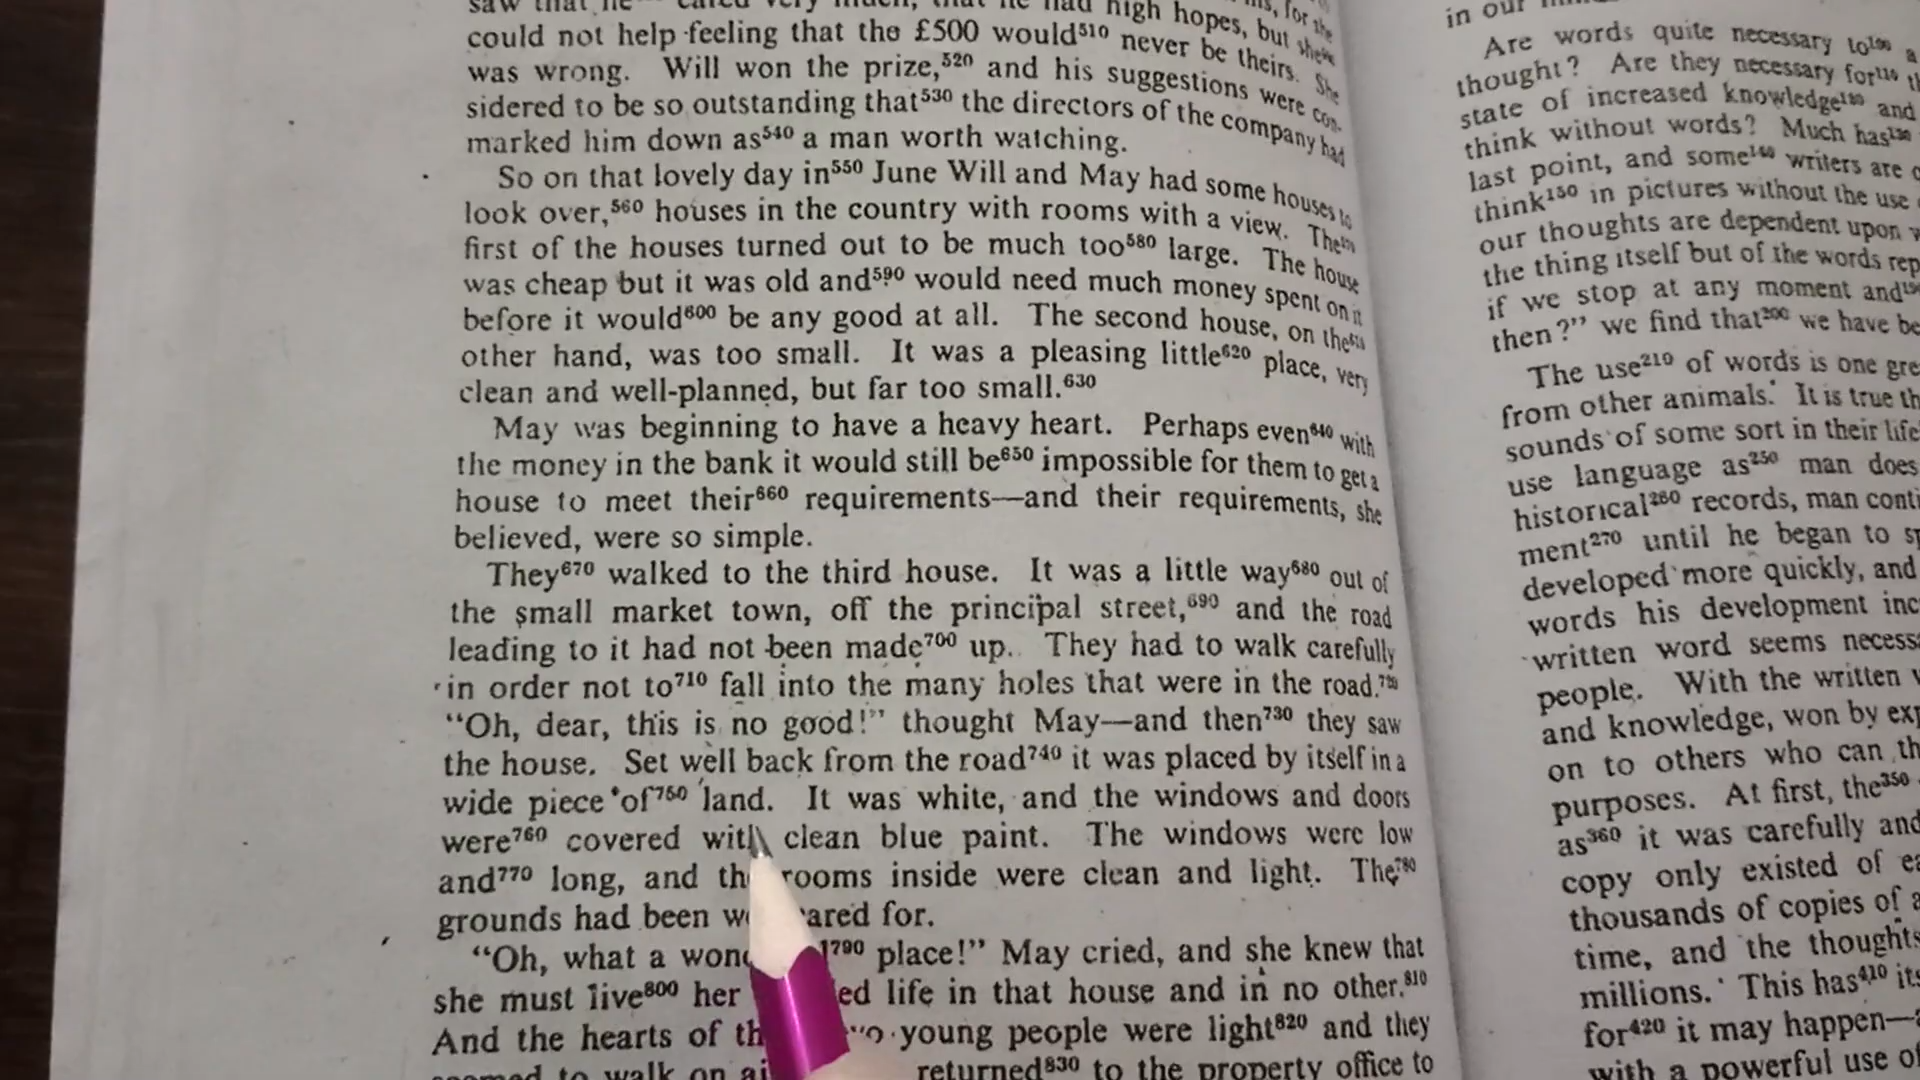 saw that he cared very much, that he had high hopes, but she
could not help feeling that the £500 would⁵¹⁰ never be theirs. She
was wrong. Will won the prize,⁵²⁰ and his suggestions were con-
sidered to be so outstanding that⁵³⁰ the directors of the company had
marked him down as⁵⁴⁰ a man worth watching.
So on that lovely day in⁵⁵⁰ June Will and May had some houses to
look over,⁵⁶⁰ houses in the country with rooms with a view. The⁵⁷⁰
first of the houses turned out to be much too⁵⁸⁰ large. The house
was cheap but it was old and⁵⁹⁰ would need much money spent on it
before it would⁶⁰⁰ be any good at all. The second house, on the⁶¹⁰
other hand, was too small. It was a pleasing little⁶²⁰ place, very
clean and well-planned, but far too small.⁶³⁰
May was beginning to have a heavy heart. Perhaps even⁶⁴⁰ with
the money in the bank it would still be⁶⁵⁰ impossible for them to get a
house to meet their⁶⁶⁰ requirements—and their requirements, she
believed, were so simple.
They⁶⁷⁰ walked to the third house. It was a little way⁶⁸⁰ out of
the small market town, off the principal street,⁶⁹⁰ and the road
leading to it had not been made⁷⁰⁰ up. They had to walk carefully
in order not to⁷¹⁰ fall into the many holes that were in the road.⁷²⁰
"Oh, dear, this is no good!" thought May—and then⁷³⁰ they saw
the house. Set well back from the road⁷⁴⁰ it was placed by itself in a
wide piece of⁷⁵⁰ land. It was white, and the windows and doors
were⁷⁶⁰ covered with clean blue paint. The windows were low
and⁷⁷⁰ long, and the rooms inside were clean and light. The⁷⁸⁰
grounds had been cared for.
"Oh, what a ⁷⁹⁰ place!" May cried, and she knew that
she must live⁸⁰⁰ her life in that house and in no other.⁸¹⁰
And the hearts of young people were light⁸²⁰ and they
seemed to walk on returned⁸³⁰ to the property office to
in our
Are words quite necessary to¹⁰⁰ a
thought? Are they necessary for¹¹⁰
state of increased knowledge¹²⁰ and
think without words? Much has¹³⁰
last point, and some¹⁴⁰ writers are
think¹⁵⁰ in pictures without the use
our thoughts are dependent upon
the thing itself but of the words
if we stop at any moment and
then?" we find that²⁰⁰ we have
The use²¹⁰ of words is one
from other animals. It is true
sounds of some sort in their
use language as²⁵⁰ man does
historical²⁶⁰ records, man
ment²⁷⁰ until he began to
developed more quickly, and
words his development
written word seems
people. With the written
and knowledge, won by
on to others who can
purposes. At first, the³⁵⁰
as³⁶⁰ it was carefully and
copy only existed of
thousands of copies of
time, and the thoughts
millions. This has⁴¹⁰
for⁴²⁰ it may happen—
with a powerful use of